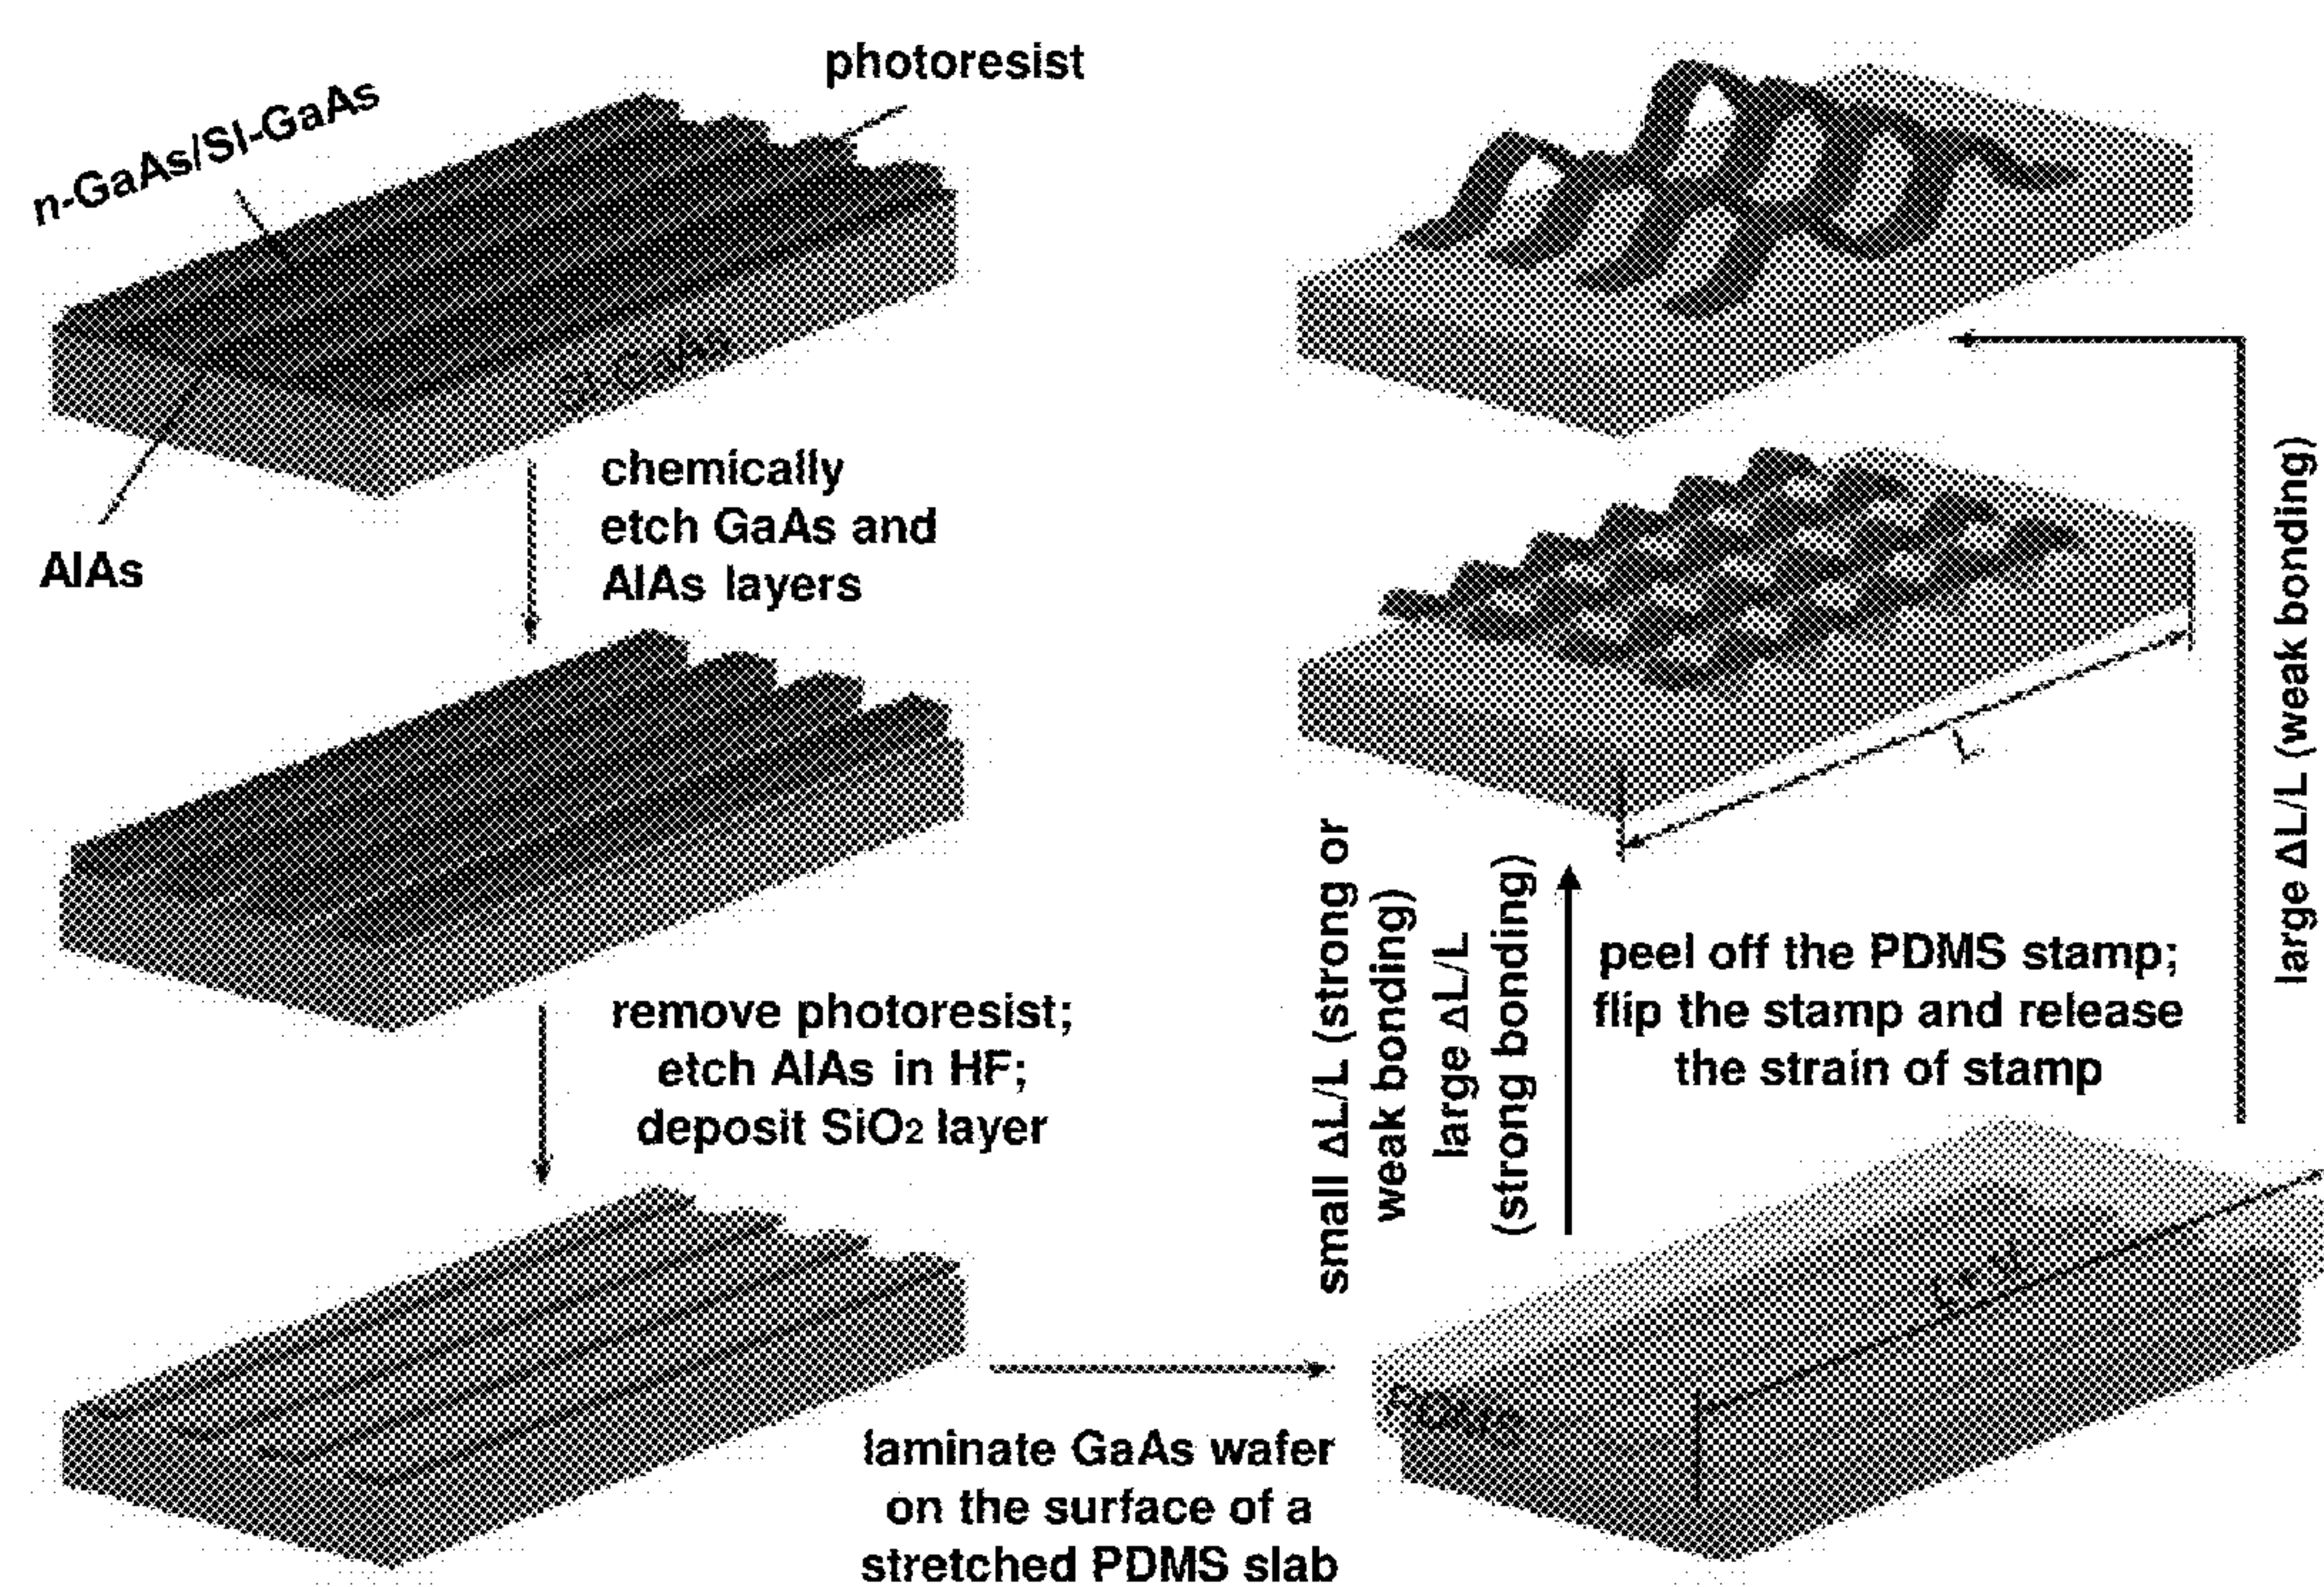 photoresist
n-GaAs/SI-GaAs
SI-GaAs
AlAs
chemically
etch GaAs and
AlAs layers
remove photoresist;
etch AlAs in HF;
deposit SiO2 layer
laminate GaAs wafer
on the surface of a
stretched PDMS slab
PDMS
small ΔL/L (strong or
weak bonding)
large ΔL/L
(strong bonding)
peel off the PDMS stamp;
flip the stamp and release
the strain of stamp
L
large ΔL/L (weak bonding)